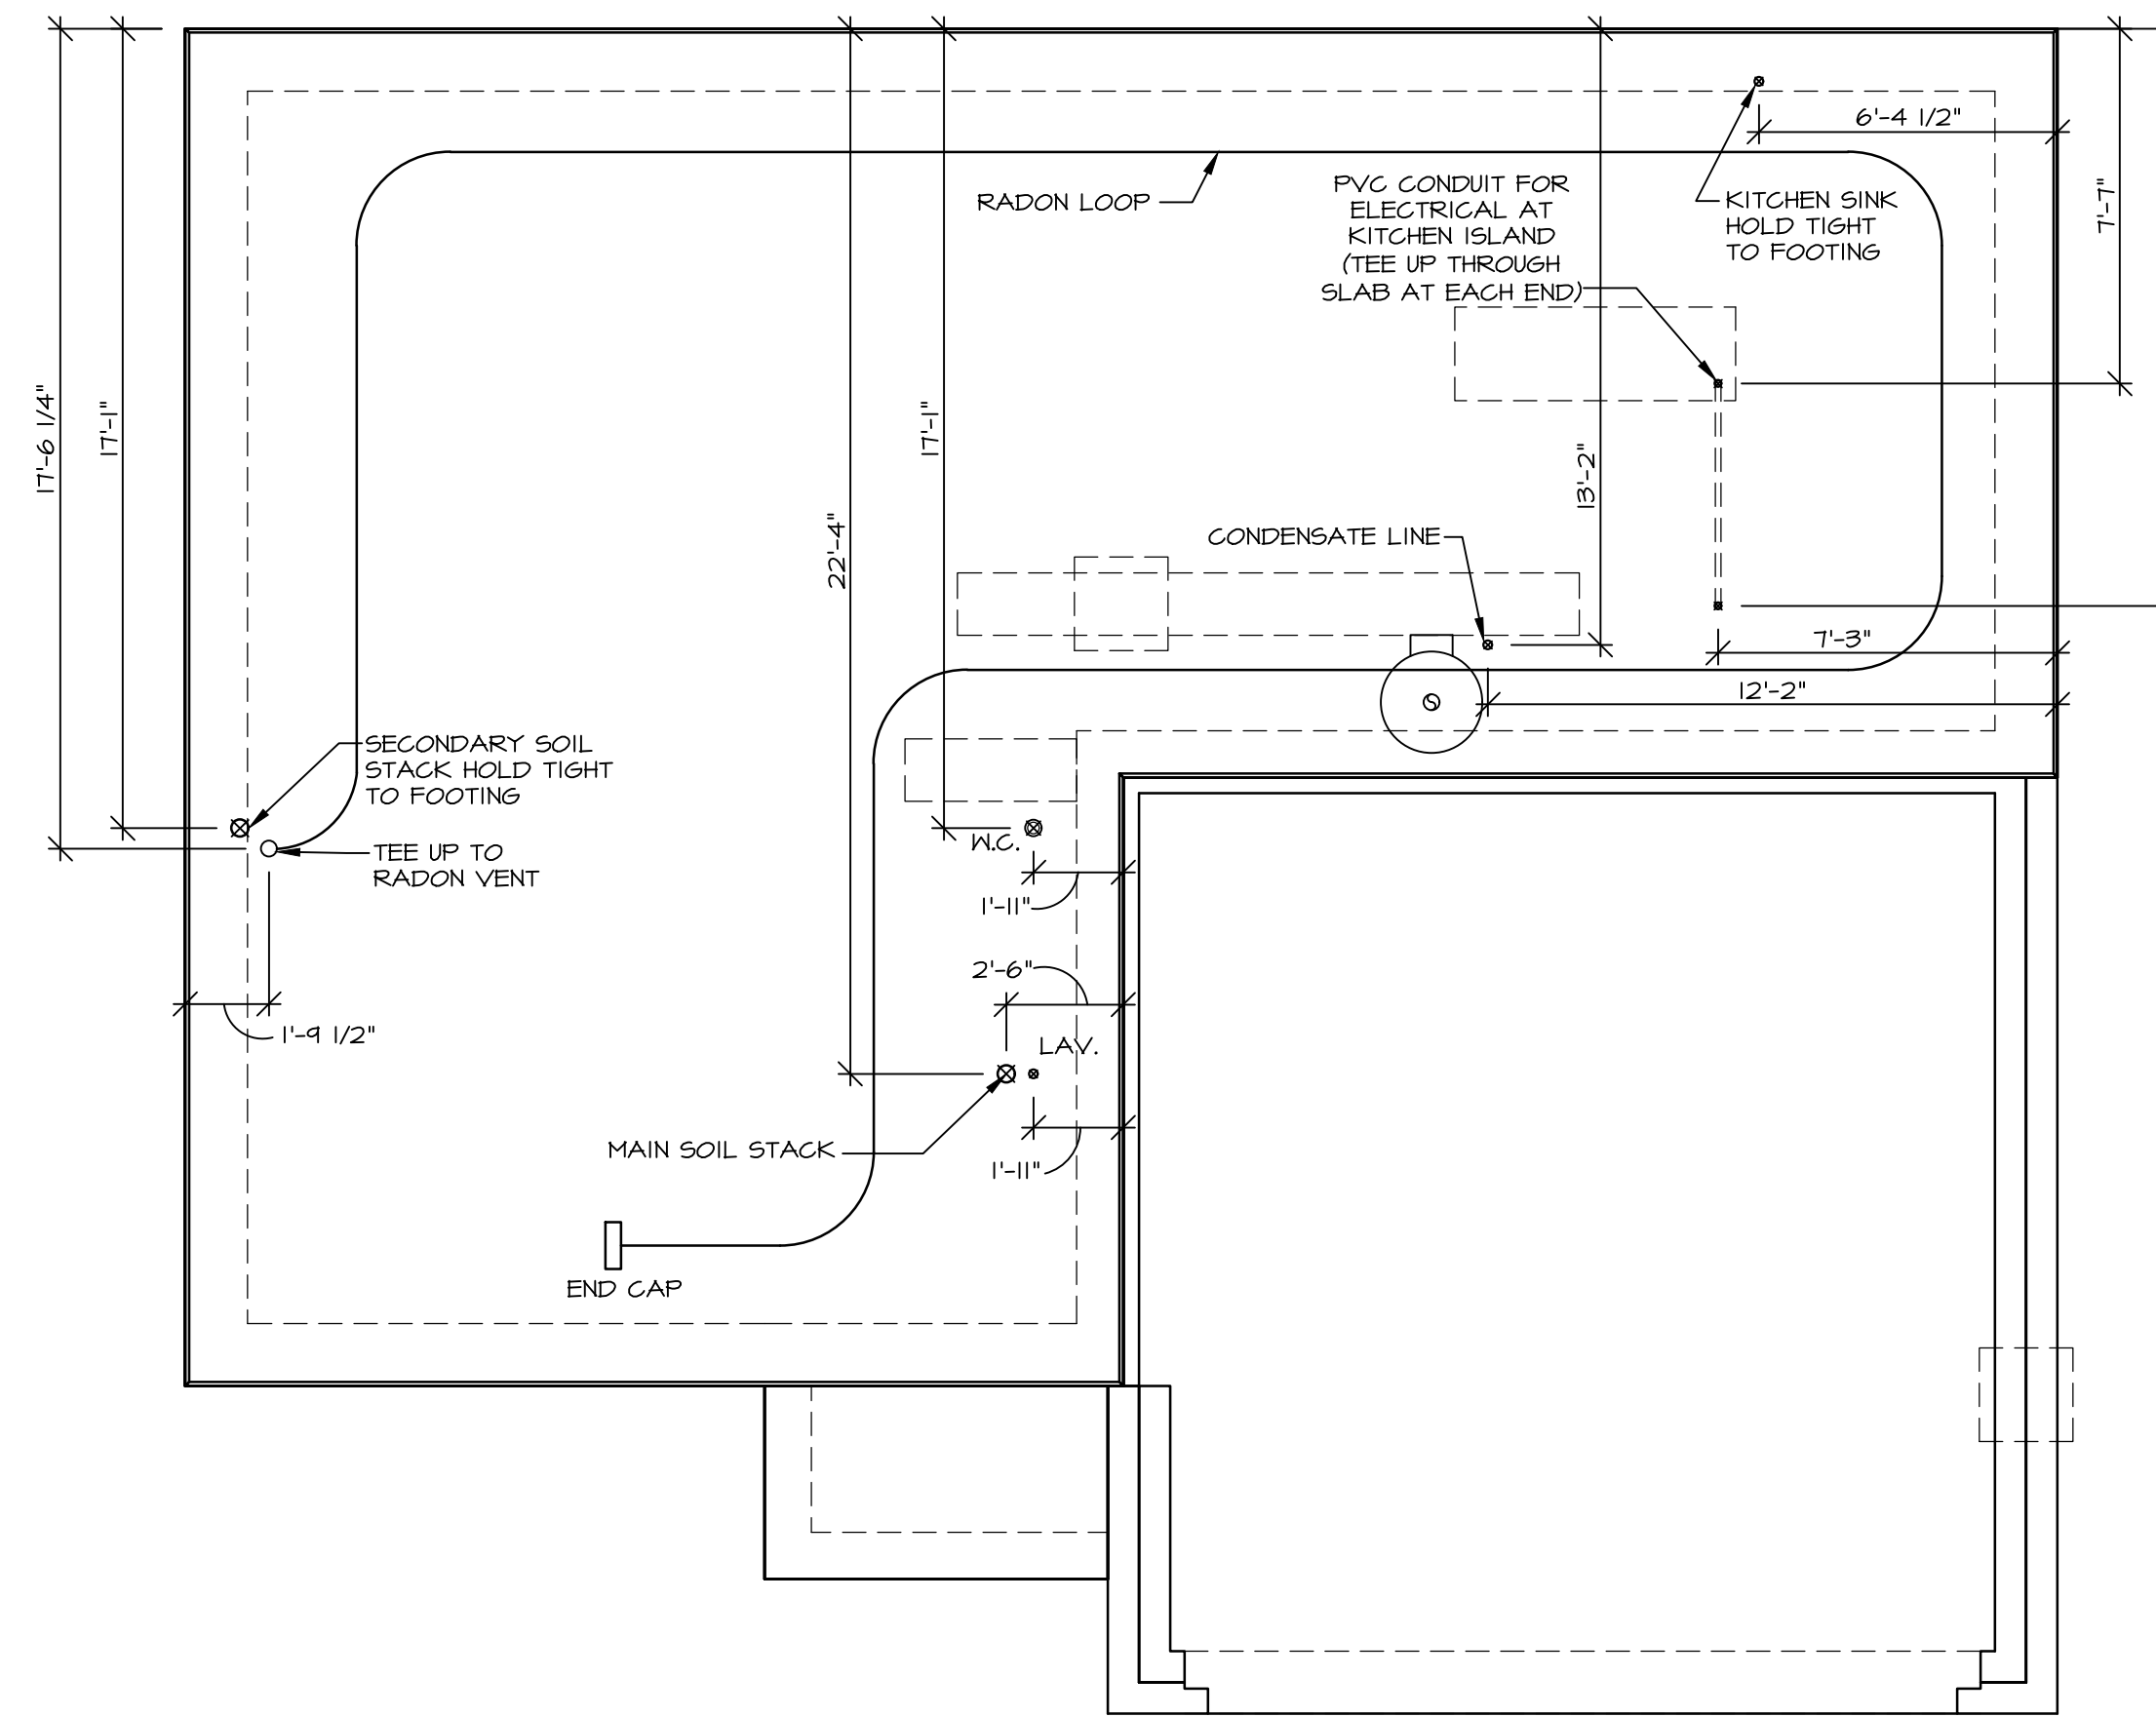 6'-4 1/2"
RADON LOOP
PVC CONDUIT FOR
ELECTRICAL AT
KITCHEN ISLAND
(TEE UP THROUGH
SLAB AT EACH END)
KITCHEN SINK
HOLD TIGHT
TO FOOTING
7'-7"
17'-6 1/4"
17'-1"
17'-1"
13'-2"
22'-4"
CONDENSATE LINE
7'-3"
12'-2"
SECONDARY SOIL
STACK HOLD TIGHT
TO FOOTING
TEE UP TO
RADON VENT
W.C.
1'-11"
2'-6"
1'-9 1/2"
LAV.
MAIN SOIL STACK
1'-11"
END CAP